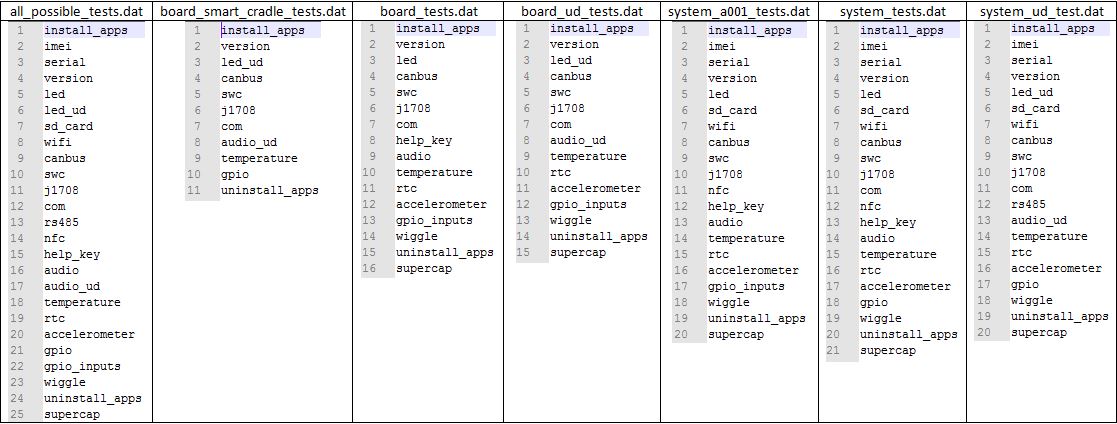 all_possible_tests.dat
1 install_apps
2 imei
3 serial
4 version
5 led
6 led_ud
7 sd_card
8 wifi
9 canbus
10 swc
11 j1708
12 com
13 rs485
14 nfc
15 help_key
16 audio
17 audio_ud
18 temperature
19 rtc
20 accelerometer
21 gpio
22 gpio_inputs
23 wiggle
24 uninstall_apps
25 supercap
board_smart_cradle_tests.dat
1 install_apps
2 version
3 led_ud
4 canbus
5 swc
6 j1708
7 com
8 audio_ud
9 temperature
10 gpio
11 uninstall_apps
board_tests.dat
1 install_apps
2 version
3 led
4 canbus
5 swc
6 j1708
7 com
8 help_key
9 audio
10 temperature
11 rtc
12 accelerometer
13 gpio_inputs
14 wiggle
15 uninstall_apps
16 supercap
board_ud_tests.dat
1 install_apps
2 version
3 led_ud
4 canbus
5 swc
6 j1708
7 com
8 audio_ud
9 temperature
10 rtc
11 accelerometer
12 gpio_inputs
13 wiggle
14 uninstall_apps
15 supercap
system_a001_tests.dat
1 install_apps
2 imei
3 serial
4 version
5 led
6 sd_card
7 wifi
8 canbus
9 swc
10 j1708
11 nfc
12 help_key
13 audio
14 temperature
15 rtc
16 accelerometer
17 gpio_inputs
18 wiggle
19 uninstall_apps
20 supercap
system_tests.dat
1 install_apps
2 imei
3 serial
4 version
5 led
6 sd_card
7 wifi
8 canbus
9 swc
10 j1708
11 com
12 nfc
13 help_key
14 audio
15 temperature
16 rtc
17 accelerometer
18 gpio
19 wiggle
20 uninstall_apps
21 supercap
system_ud_test.dat
1 install_apps
2 imei
3 serial
4 version
5 led_ud
6 sd_card
7 wifi
8 canbus
9 swc
10 j1708
11 com
12 rs485
13 audio_ud
14 temperature
15 rtc
16 accelerometer
17 gpio
18 wiggle
19 uninstall_apps
20 supercap